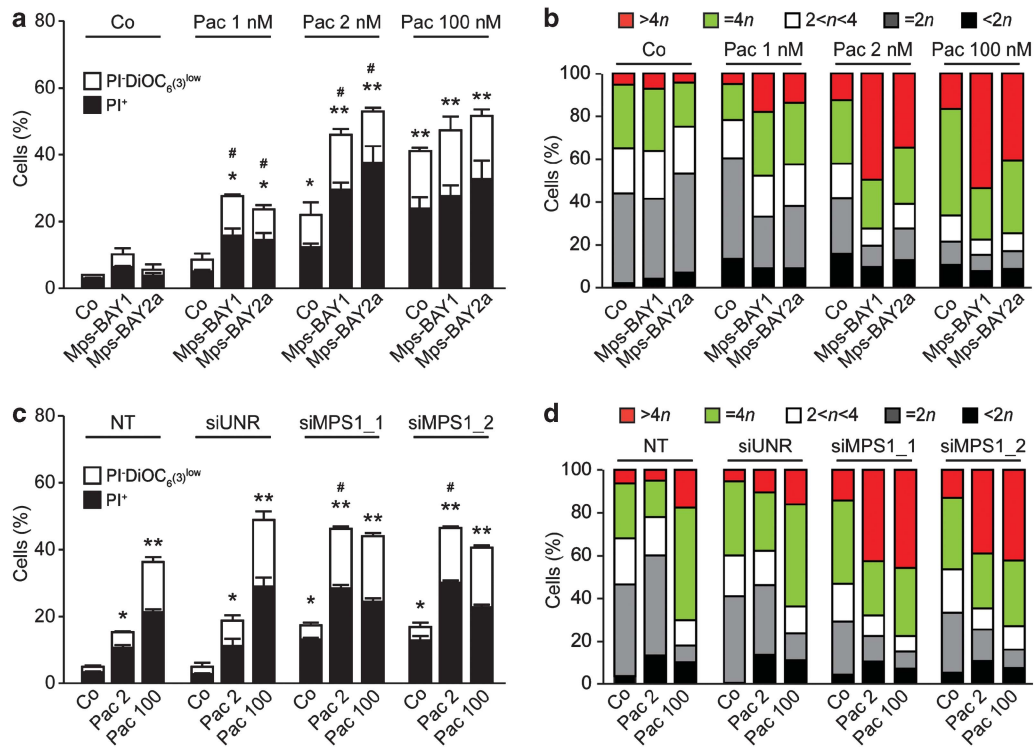 a
Co Pac 1 nM Pac 2 nM Pac 100 nM
80
60
40
20
0
Cells (%)
PI-DiOC6(3)low
PI+
# # # #
* * * ** ** ** ** **
Co Mps-BAY1 Mps-BAY2a Co Mps-BAY1 Mps-BAY2a Co Mps-BAY1 Mps-BAY2a Co Mps-BAY1 Mps-BAY2a
b
>4n =4n 2<n<4 =2n <2n
Co Pac 1 nM Pac 2 nM Pac 100 nM
100
80
60
40
20
0
Cells (%)
Co Mps-BAY1 Mps-BAY2a Co Mps-BAY1 Mps-BAY2a Co Mps-BAY1 Mps-BAY2a Co Mps-BAY1 Mps-BAY2a
c
NT siUNR siMPS1_1 siMPS1_2
80
60
40
20
0
Cells (%)
PI-DiOC6(3)low
PI+
# #
* ** * ** * ** ** * ** **
Co Pac 2 Pac 100 Co Pac 2 Pac 100 Co Pac 2 Pac 100 Co Pac 2 Pac 100
d
>4n =4n 2<n<4 =2n <2n
NT siUNR siMPS1_1 siMPS1_2
100
80
60
40
20
0
Cells (%)
Co Pac 2 Pac 100 Co Pac 2 Pac 100 Co Pac 2 Pac 100 Co Pac 2 Pac 100